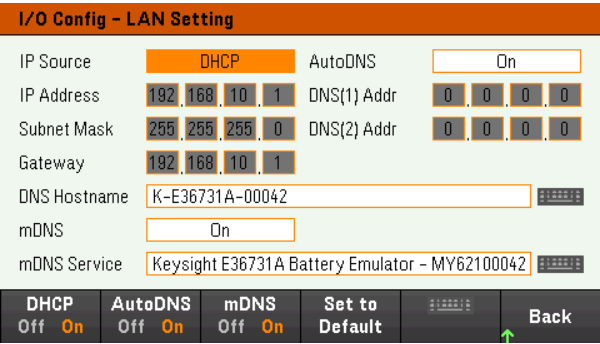 I/O Config - LAN Setting
IP Source DHCP AutoDNS On
IP Address 192.168.10.1 DNS(1) Addr 0.0.0.0
Subnet Mask 255.255.255.0 DNS(2) Addr 0.0.0.0
Gateway 192.168.10.1
DNS Hostname K-E36731A-00042
mDNS On
mDNS Service Keysight E36731A Battery Emulator - MY62100042
DHCP AutoDNS mDNS Set to Back
Off On Off On Off On Default